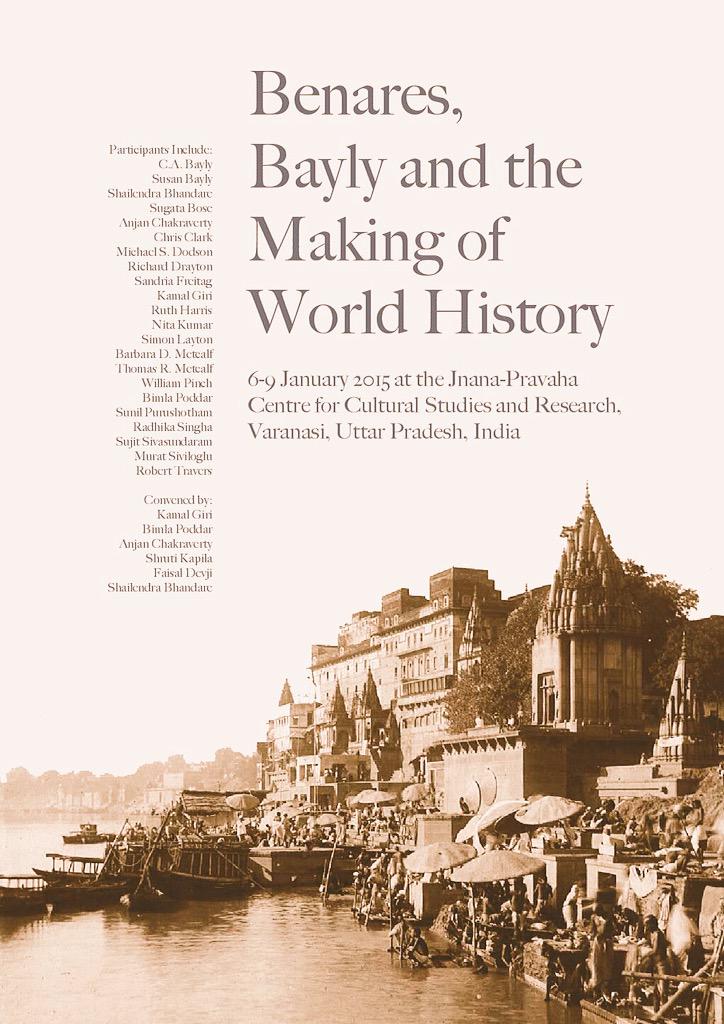 Benares,
Bayly and the
Making of
World History
6-9 January 2015 at the Jnana-Pravaha
Centre for Cultural Studies and Research,
Varanasi, Uttar Pradesh, India
Participants Include:
C.A. Bayly
Susan Bayly
Shailendra Bhandare
Sugata Bose
Anjan Chakraverty
Chris Clark
Michael S. Dodson
Richard Drayton
Sandria Freitag
Kamal Giri
Ruth Harris
Nita Kumar
Simon Layton
Barbara D. Metcalf
Thomas R. Metcalf
William Pinch
Bimla Poddar
Sunil Purushotham
Radhika Singha
Sujit Sivasundaram
Murat Siviloglu
Robert Travers
Convened by:
Kamal Giri
Bimla Poddar
Anjan Chakraverty
Shruti Kapila
Faisal Devji
Shailendra Bhandare